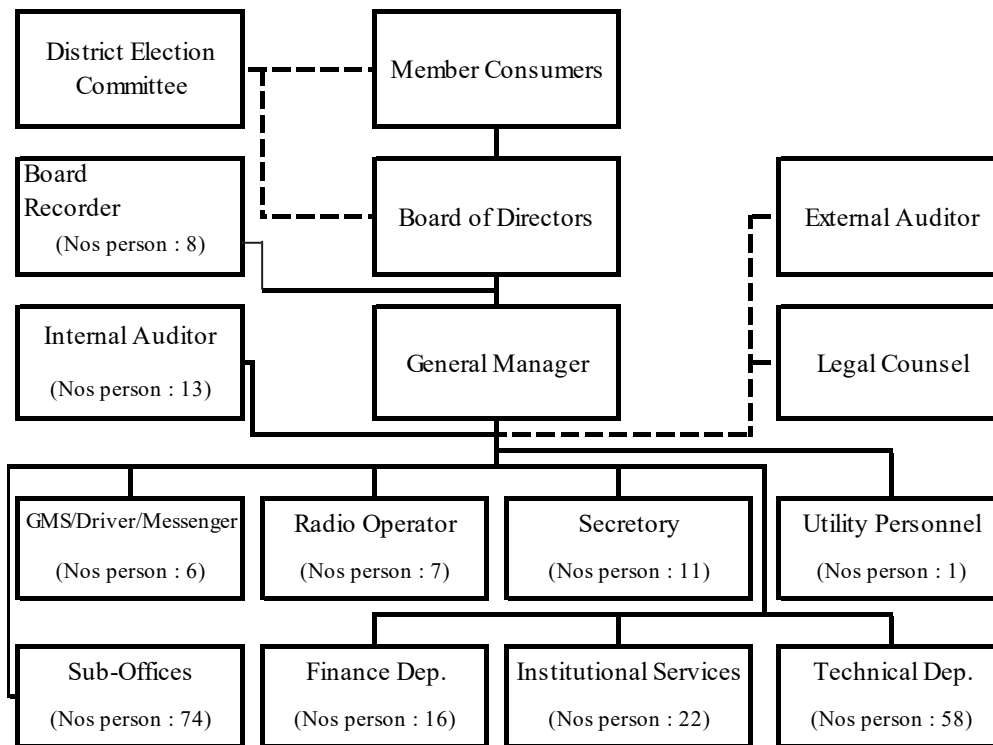 District Election
Committee
Member Consumers
Board
Recorder
(Nos person : 8)
Board of Directors
External Auditor
Internal Auditor
(Nos person : 13)
General Manager
Legal Counsel
GMS/Driver/Messenger
(Nos person : 6)
Radio Operator
(Nos person : 7)
Secretory
(Nos person : 11)
Utility Personnel
(Nos person : 1)
Sub-Offices
(Nos person : 74)
Finance Dep.
(Nos person : 16)
Institutional Services
(Nos person : 22)
Technical Dep.
(Nos person : 58)